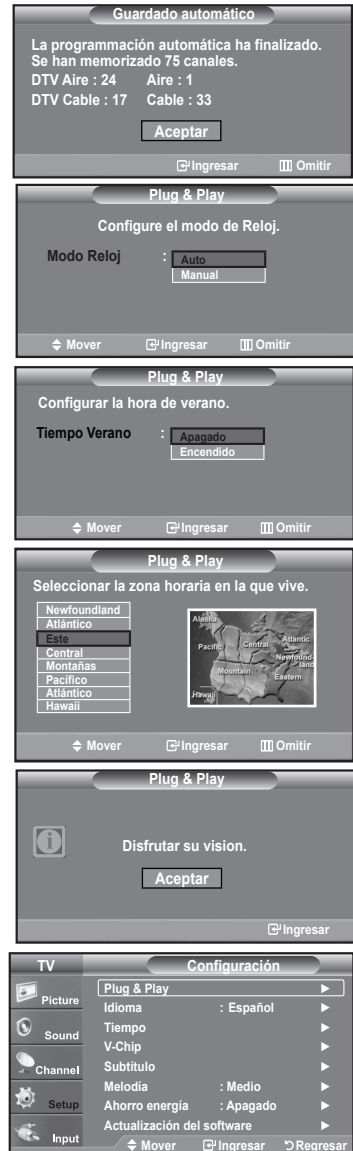 Guardado automático
La programmación automática ha finalizado.
Se han memorizado 75 canales.
DTV Aire : 24 Aire : 1
DTV Cable : 17 Cable : 33
Aceptar
Ingresar Omitir
Plug & Play
Configure el modo de Reloj.
Modo Reloj : Auto
Manual
Mover Ingresar Omitir
Plug & Play
Configurar la hora de verano.
Tiempo Verano : Apagado
Encendido
Mover Ingresar Omitir
Plug & Play
Seleccionar la zona horaria en la que vive.
Newfoundland
Atlántico
Este
Central
Montañas
Pacífico
Atlántico
Hawaii
Alaska
Pacific
Central
Atlantic
Newfound-
land
Mountain
Eastern
Hawaii
Mover Ingresar Omitir
Plug & Play
Disfrutar su vision.
Aceptar
Ingresar
TV Configuración
Picture
Sound
Channel
Setup
Input
Plug & Play
Idioma : Español
Tiempo
V-Chip
Subtítulo
Melodía : Medio
Ahorro energía : Apagado
Actualización del software
Mover Ingresar Regresar